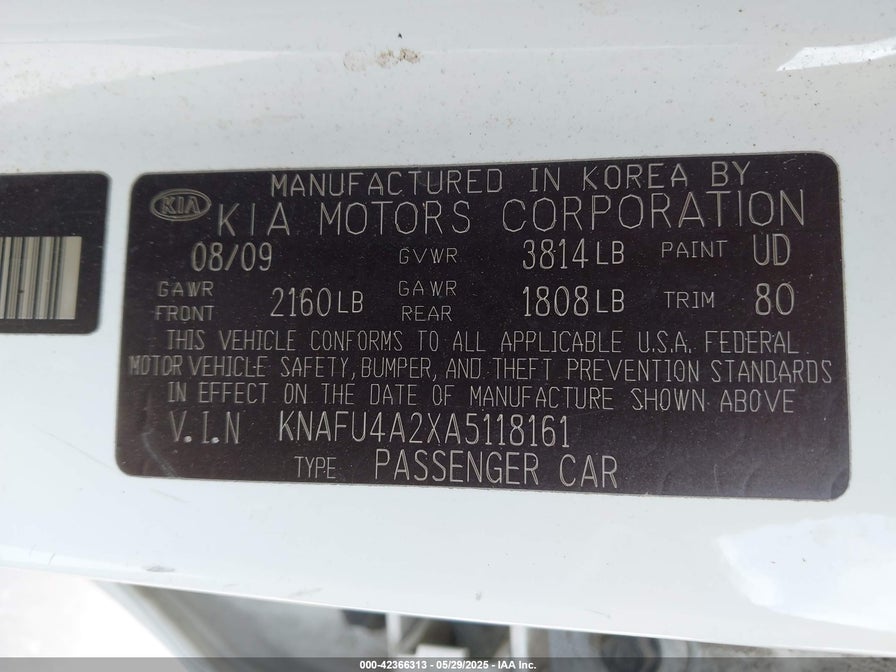 MANUFACTURED IN KOREA BY
KIA KIA MOTORS CORPORATION
08/09 GVWR 3814 LB PAINT UD
GAWR FRONT 2160 LB GAWR REAR 1808 LB TRIM 80
THIS VEHICLE CONFORMS TO ALL APPLICABLE U.S.A. FEDERAL
MOTOR VEHICLE SAFETY, BUMPER, AND THEFT PREVENTION STANDARDS
IN EFFECT ON THE DATE OF MANUFACTURE SHOWN ABOVE
V.I.N KNAFU4A2XA5118161
TYPE PASSENGER CAR
000-42366313 - 05/29/2025 - IAA Inc.